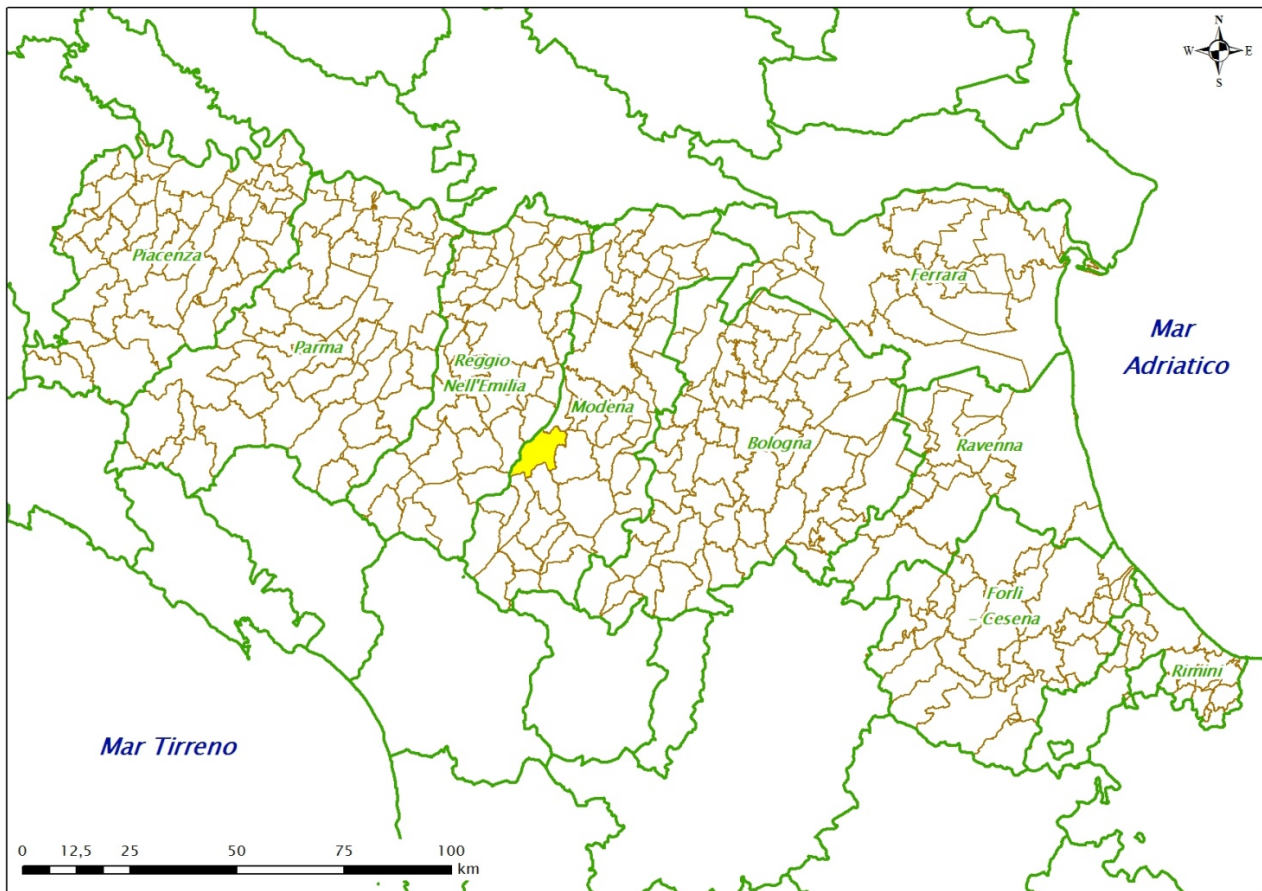 N
W E
S
Piacenza
Ferrara
Mar
Adriatico
Parma
Reggio
Nell'Emilia
Modena
Bologna
Ravenna
Forlì
- Cesena
Rimini
Mar Tirreno
0 12,5 25 50 75 100
km